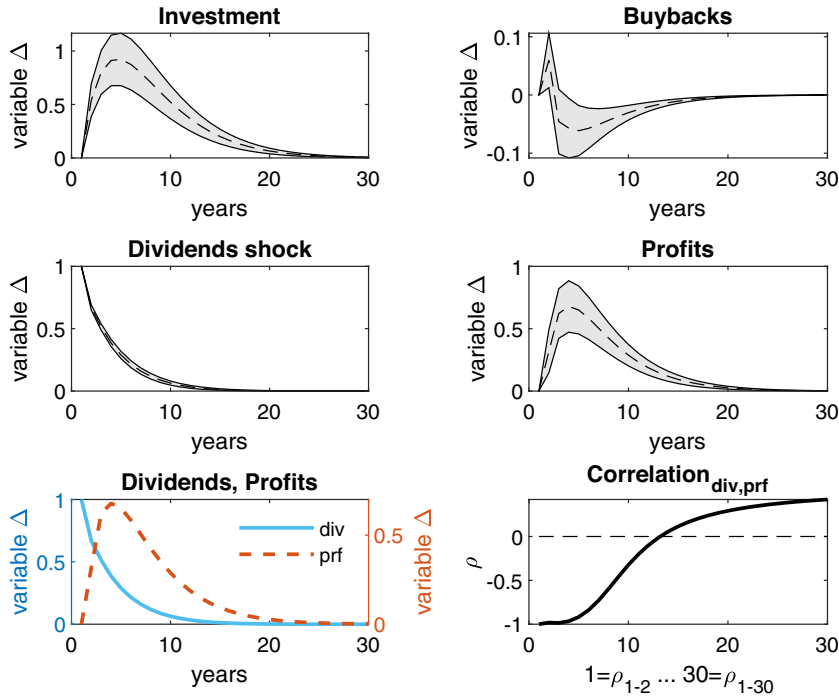 Investment
variable Δ
1
0.5
0
0 10 20 30
years
Buybacks
variable Δ
0.1
0
-0.1
0 10 20 30
years
Dividends shock
variable Δ
1
0.5
0
0 10 20 30
years
Profits
variable Δ
1
0.5
0
0 10 20 30
years
Dividends, Profits
variable Δ
1
0.5
0
div
prf
0.5
0
variable Δ
0 10 20 30
years
Correlation div,prf
ρ
0
-0.5
-1
0 10 20 30
1=ρ1-2 ... 30=ρ1-30